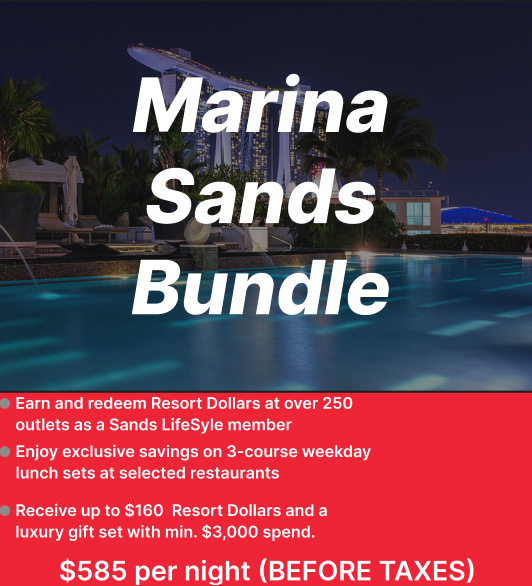 Marina
Sands
Bundle
Earn and redeem Resort Dollars at over 250
outlets as a Sands LifeSyle member
Enjoy exclusive savings on 3-course weekday
lunch sets at selected restaurants
Receive up to $160  Resort Dollars and a
luxury gift set with min. $3,000 spend.
$585 per night (BEFORE TAXES)